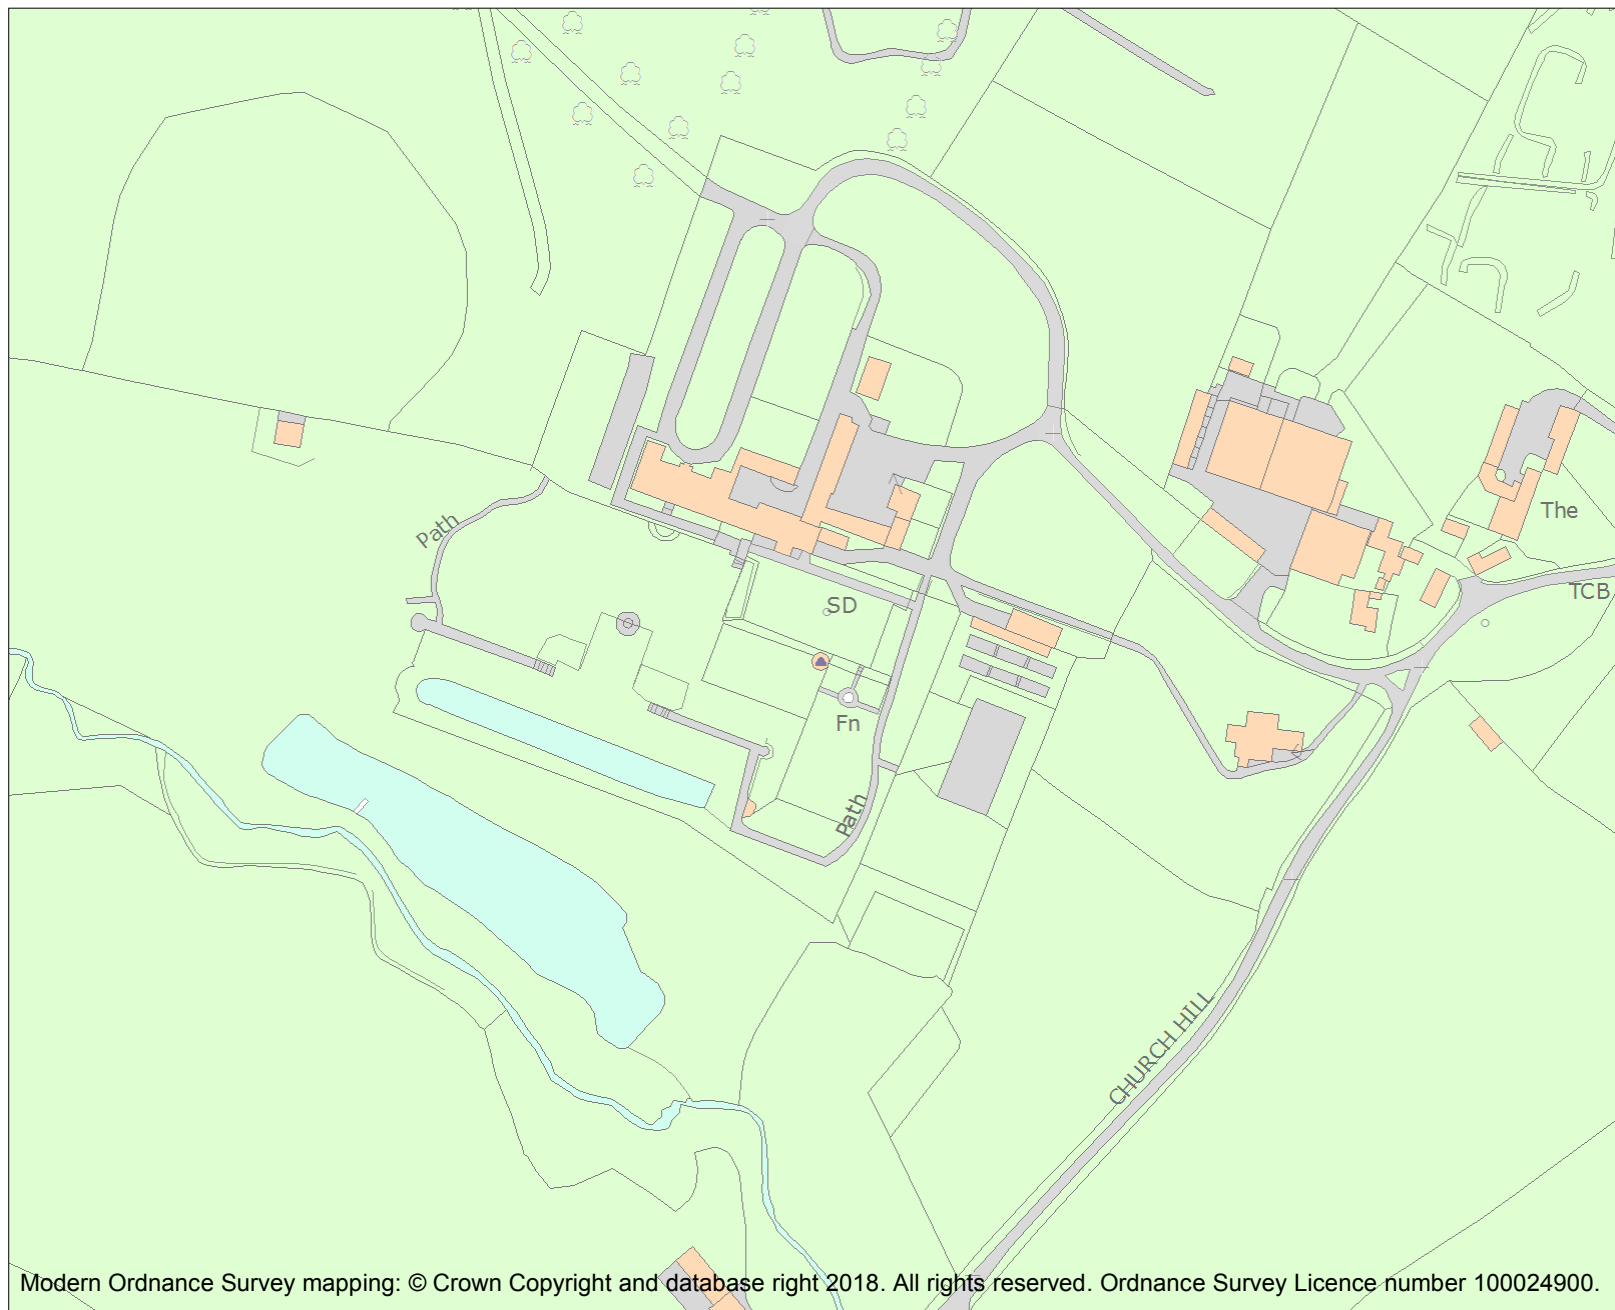 Path
The
TCB
SD
Fn
Path
CHURCH HILL
Modern Ordnance Survey mapping: © Crown Copyright and database right 2018. All rights reserved. Ordnance Survey Licence number 100024900.